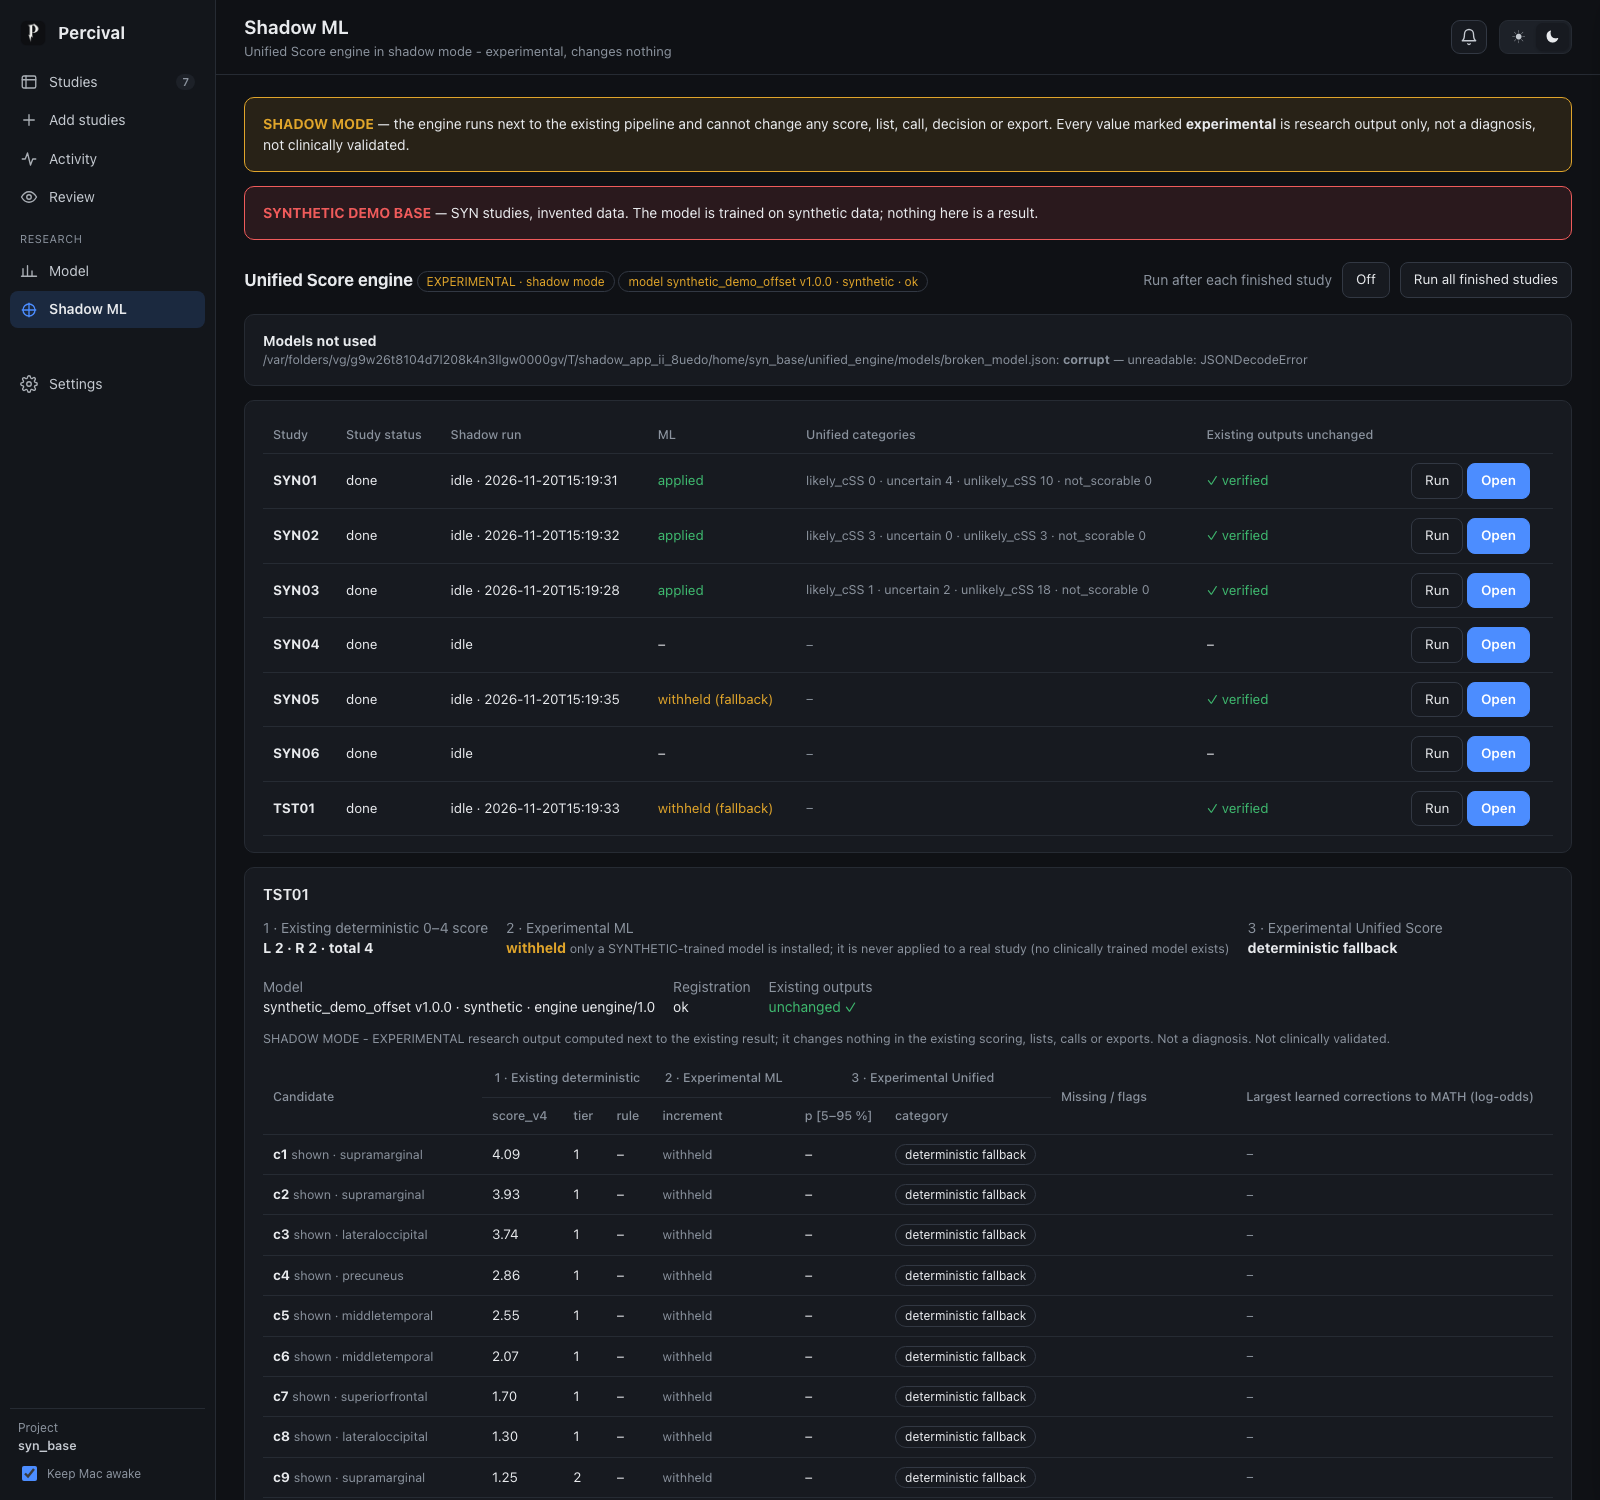 Percival
Studies 7
Add studies
Activity
Review
RESEARCH
Model
Shadow ML
Settings
Project
syn_base
Keep Mac awake
Shadow ML
Unified Score engine in shadow mode - experimental, changes nothing
SHADOW MODE — the engine runs next to the existing pipeline and cannot change any score, list, call, decision or export. Every value marked experimental is research output only, not a diagnosis,
not clinically validated.
SYNTHETIC DEMO BASE — SYN studies, invented data. The model is trained on synthetic data; nothing here is a result.
Unified Score engine EXPERIMENTAL · shadow mode model synthetic_demo_offset v1.0.0 · synthetic · ok Run after each finished study Off Run all finished studies
Models not used
/var/folders/vg/g9w26t8104d7l208k4n3llgw0000gv/T/shadow_app_ii_8uedo/home/syn_base/unified_engine/models/broken_model.json: corrupt — unreadable: JSONDecodeError
Study Study status Shadow run ML Unified categories Existing outputs unchanged
SYN01 done idle · 2026-11-20T15:19:31 applied likely_cSS 0 · uncertain 4 · unlikely_cSS 10 · not_scorable 0 ✓ verified Run Open
SYN02 done idle · 2026-11-20T15:19:32 applied likely_cSS 3 · uncertain 0 · unlikely_cSS 3 · not_scorable 0 ✓ verified Run Open
SYN03 done idle · 2026-11-20T15:19:28 applied likely_cSS 1 · uncertain 2 · unlikely_cSS 18 · not_scorable 0 ✓ verified Run Open
SYN04 done idle – – – Run Open
SYN05 done idle · 2026-11-20T15:19:35 withheld (fallback) – ✓ verified Run Open
SYN06 done idle – – – Run Open
TST01 done idle · 2026-11-20T15:19:33 withheld (fallback) – ✓ verified Run Open
TST01
1 · Existing deterministic 0–4 score 2 · Experimental ML 3 · Experimental Unified Score
L 2 · R 2 · total 4 withheld only a SYNTHETIC-trained model is installed; it is never applied to a real study (no clinically trained model exists) deterministic fallback
Model Registration Existing outputs
synthetic_demo_offset v1.0.0 · synthetic · engine uengine/1.0 ok unchanged ✓
SHADOW MODE - EXPERIMENTAL research output computed next to the existing result; it changes nothing in the existing scoring, lists, calls or exports. Not a diagnosis. Not clinically validated.
1 · Existing deterministic 2 · Experimental ML 3 · Experimental Unified
Candidate Missing / flags Largest learned corrections to MATH (log-odds)
score_v4 tier rule increment p [5–95 %] category
c1 shown · supramarginal 4.09 1 – withheld – deterministic fallback –
c2 shown · supramarginal 3.93 1 – withheld – deterministic fallback –
c3 shown · lateraloccipital 3.74 1 – withheld – deterministic fallback –
c4 shown · precuneus 2.86 1 – withheld – deterministic fallback –
c5 shown · middletemporal 2.55 1 – withheld – deterministic fallback –
c6 shown · middletemporal 2.07 1 – withheld – deterministic fallback –
c7 shown · superiorfrontal 1.70 1 – withheld – deterministic fallback –
c8 shown · lateraloccipital 1.30 1 – withheld – deterministic fallback –
c9 shown · supramarginal 1.25 2 – withheld – deterministic fallback –